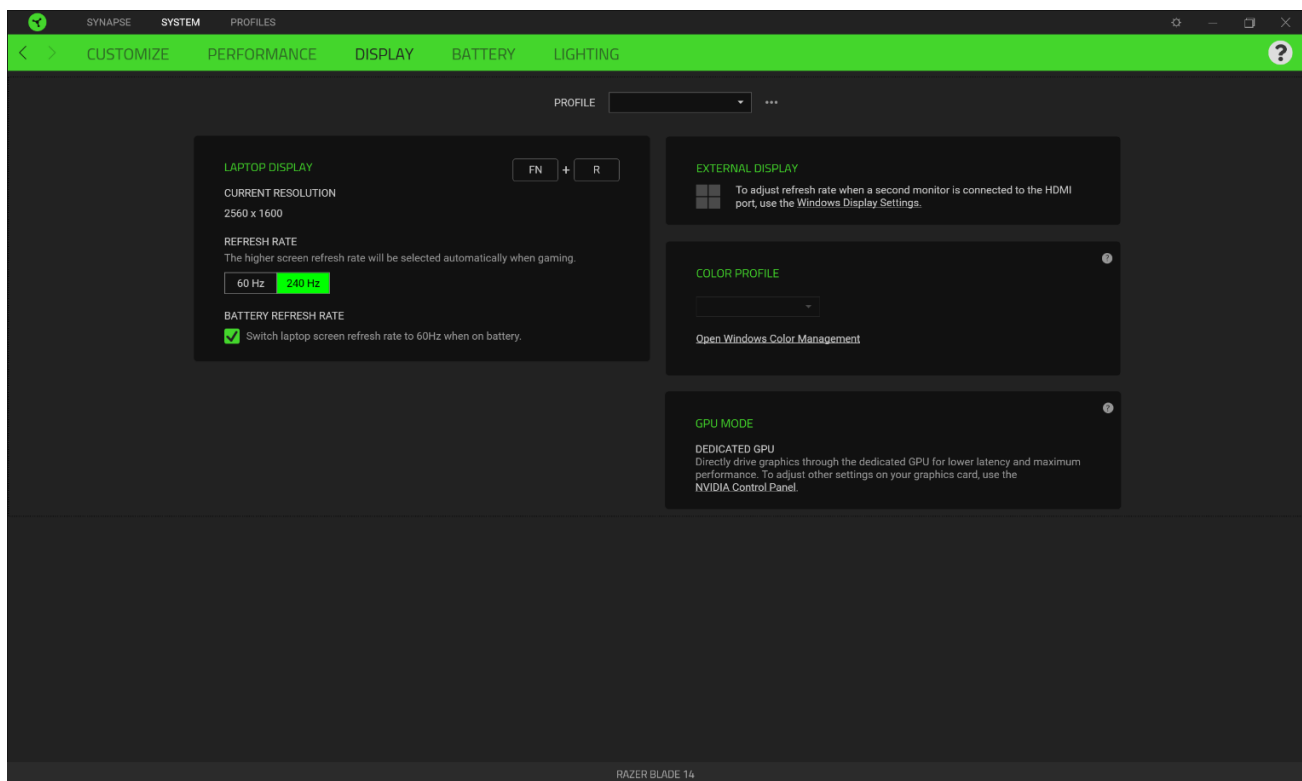 SYNAPSE SYSTEM PROFILES
CUSTOMIZE PERFORMANCE DISPLAY BATTERY LIGHTING
?
PROFILE
LAPTOP DISPLAY
FN + R
CURRENT RESOLUTION
2560 x 1600
REFRESH RATE
The higher screen refresh rate will be selected automatically when gaming.
60 Hz 240 Hz
BATTERY REFRESH RATE
Switch laptop screen refresh rate to 60Hz when on battery.
EXTERNAL DISPLAY
To adjust refresh rate when a second monitor is connected to the HDMI
port, use the Windows Display Settings.
?
COLOR PROFILE
Open Windows Color Management
?
GPU MODE
DEDICATED GPU
Directly drive graphics through the dedicated GPU for lower latency and maximum
performance. To adjust other settings on your graphics card, use the
NVIDIA Control Panel.
RAZER BLADE 14